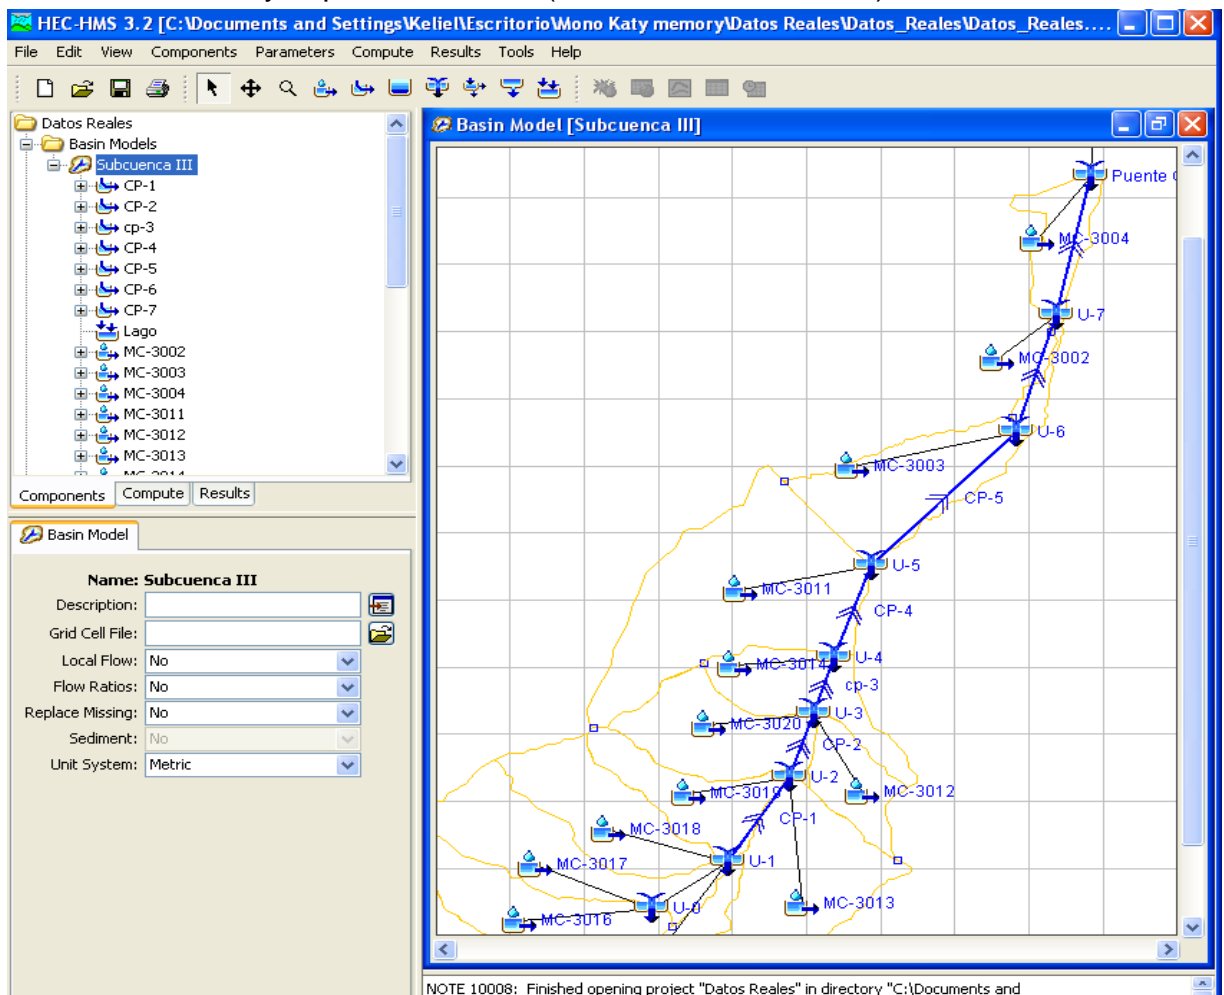 HEC-HMS 3.2 [C:\Documents and Settings\Keliel\Escritorio\Mono Katy memory\Datos Reales\Datos_Reales\Datos_Reales....
File Edit View Components Parameters Compute Results Tools Help
Datos Reales
Basin Models
Subcuenca III
CP-1
CP-2
cp-3
CP-4
CP-5
CP-6
CP-7
Lago
MC-3002
MC-3003
MC-3004
MC-3011
MC-3012
MC-3013
Components Compute Results
Basin Model
Name: Subcuenca III
Description:
Grid Cell File:
Local Flow: No
Flow Ratios: No
Replace Missing: No
Sediment: No
Unit System: Metric
Basin Model [Subcuenca III]
Puente
MC-3004
U-7
MC-3002
U-6
MC-3003
CP-5
U-5
MC-3011
CP-4
U-4
MC-3014
cp-3
U-3
MC-3020
CP-2
U-2
MC-3019
MC-3012
CP-1
MC-3018
U-1
MC-3017
MC-3013
U-0
MC-3016
NOTE 10008: Finished opening project "Datos Reales" in directory "C:\Documents and